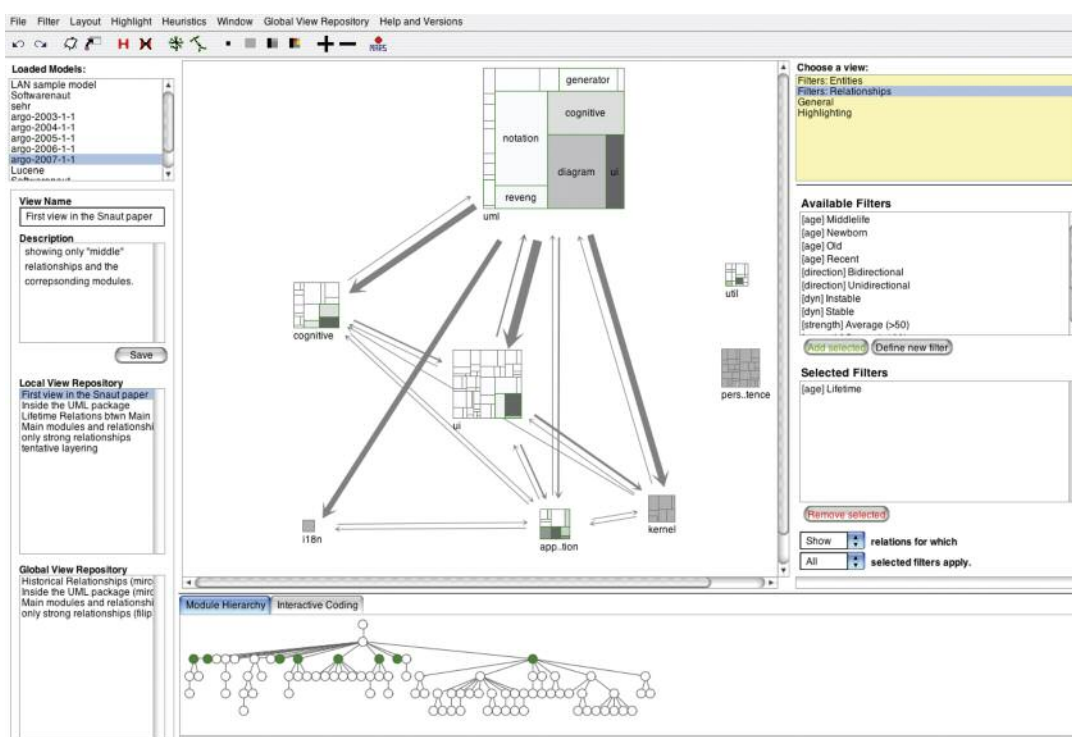 File Filter Layout Highlight Heuristics Window Global View Repository Help and Versions
H
MARS
Loaded Models:
LAN sample model
Softwarenaut
sehr
argo-2003-1-1
argo-2004-1-1
argo-2005-1-1
argo-2006-1-1
argo-2007-1-1
Lucene
Softwarenaut
View Name
First view in the Snaut paper
Description
showing only "middle"
relationships and the
correpsonding modules.
Save
Local View Repository
First view in the Snaut paper
Inside the UML package
Lifetime Relations btwn Main
Main modules and relationshi
only strong relationships
tentative layering
Global View Repository
Historical Relationships (mirc
Inside the UML package (mirc
Main modules and relationshi
only strong relationships (filip
generator
cognitive
notation
diagram
ui
reveng
uml
cognitive
ui
util
pers..tence
i18n
app..tion
kernel
Module Hierarchy
Interactive Coding
Choose a view:
Filters: Entities
Filters: Relationships
General
Highlighting
Available Filters
[age] Middlelife
[age] Newborn
[age] Old
[age] Recent
[direction] Bidirectional
[direction] Unidirectional
[dyn] Instable
[dyn] Stable
[strength] Average (>50)
Add selected
Define new filter
Selected Filters
[age] Lifetime
Remove selected
Show relations for which
All selected filters apply.